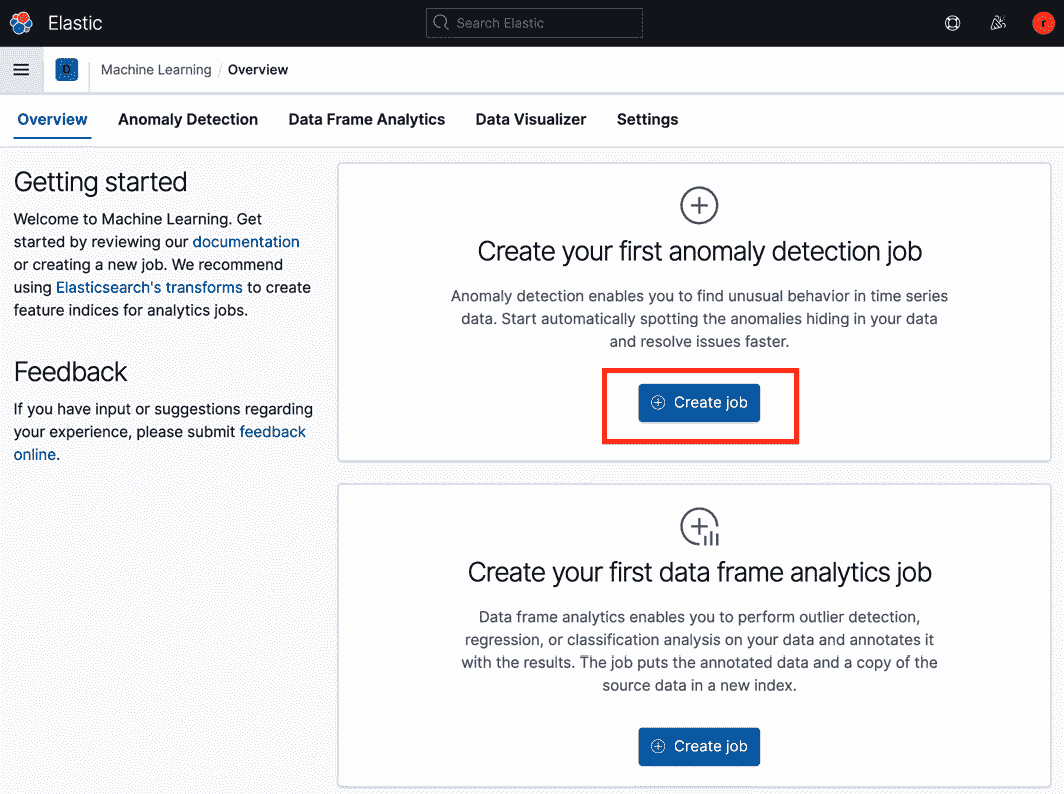 Elastic
Search Elastic
r
D
Machine Learning / Overview
Overview
Anomaly Detection
Data Frame Analytics
Data Visualizer
Settings
Getting started
Welcome to Machine Learning. Get
started by reviewing our documentation
or creating a new job. We recommend
using Elasticsearch's transforms to create
feature indices for analytics jobs.
Feedback
If you have input or suggestions regarding
your experience, please submit feedback
online.
Create your first anomaly detection job
Anomaly detection enables you to find unusual behavior in time series
data. Start automatically spotting the anomalies hiding in your data
and resolve issues faster.
Create job
Create your first data frame analytics job
Data frame analytics enables you to perform outlier detection,
regression, or classification analysis on your data and annotates it
with the results. The job puts the annotated data and a copy of the
source data in a new index.
Create job